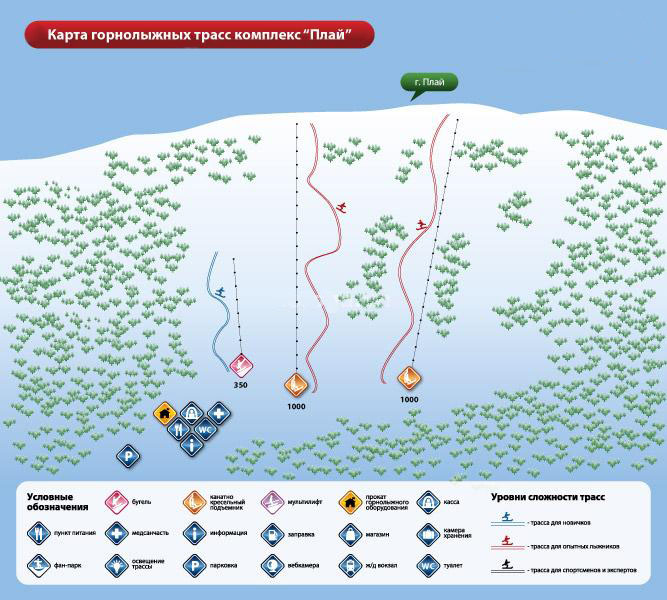 Карта горнолыжных трасс комплекс "Плай"
г. Плай
350
1000
1000
WC
i
P
Условные
обозначения
бугель
канатно
кресельный
подъемник
мультилифт
прокат
горнолыжного
оборудования
касса
пункт питания
медсанчасть
i
информация
заправка
магазин
камера
хранения
фан-парк
освещение
трассы
P
парковка
вебкамера
ж/д вокзал
WC
туалет
Уровни сложности трасс
- трасса для новичков
- трасса для опытных лыжников
- трасса для спортсменов и экспертов